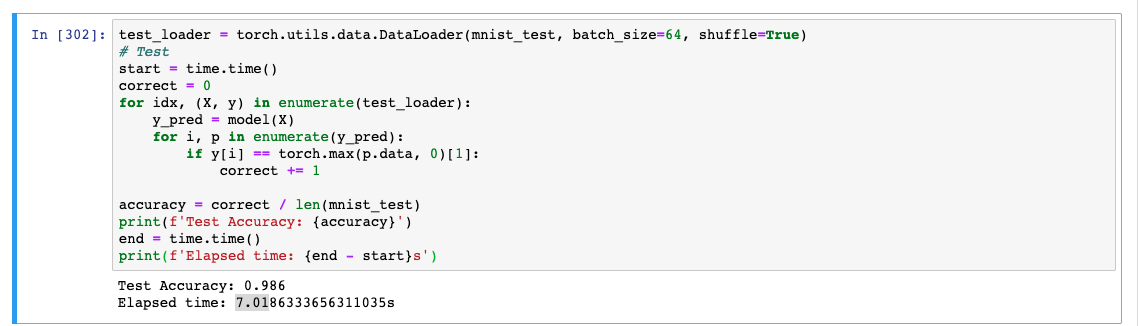 In [302]: test_loader = torch.utils.data.DataLoader(mnist_test, batch_size=64, shuffle=True)
# Test
start = time.time()
correct = 0
for idx, (X, y) in enumerate(test_loader):
    y_pred = model(X)
    for i, p in enumerate(y_pred):
        if y[i] == torch.max(p.data, 0)[1]:
            correct += 1

accuracy = correct / len(mnist_test)
print(f'Test Accuracy: {accuracy}')
end = time.time()
print(f'Elapsed time: {end - start}s')
Test Accuracy: 0.986
Elapsed time: 7.0186333656311035s